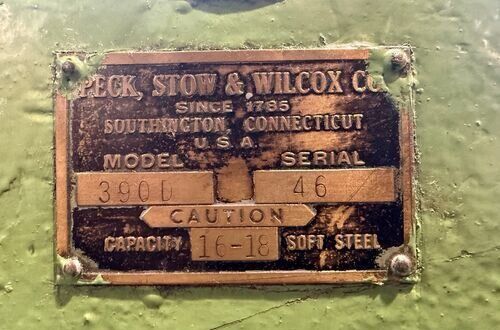 PECK, STOW & WILCOX CO.
SINCE 1785
SOUTHINGTON, CONNECTICUT
U.S.A.
MODEL SERIAL
390D 46
CAUTION
CAPACITY 16-18 SOFT STEEL